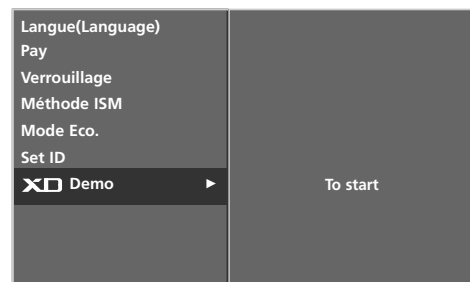 Langue(Language)
Pay
Verrouillage
Méthode ISM
Mode Eco.
Set ID
XD Demo ►
To start